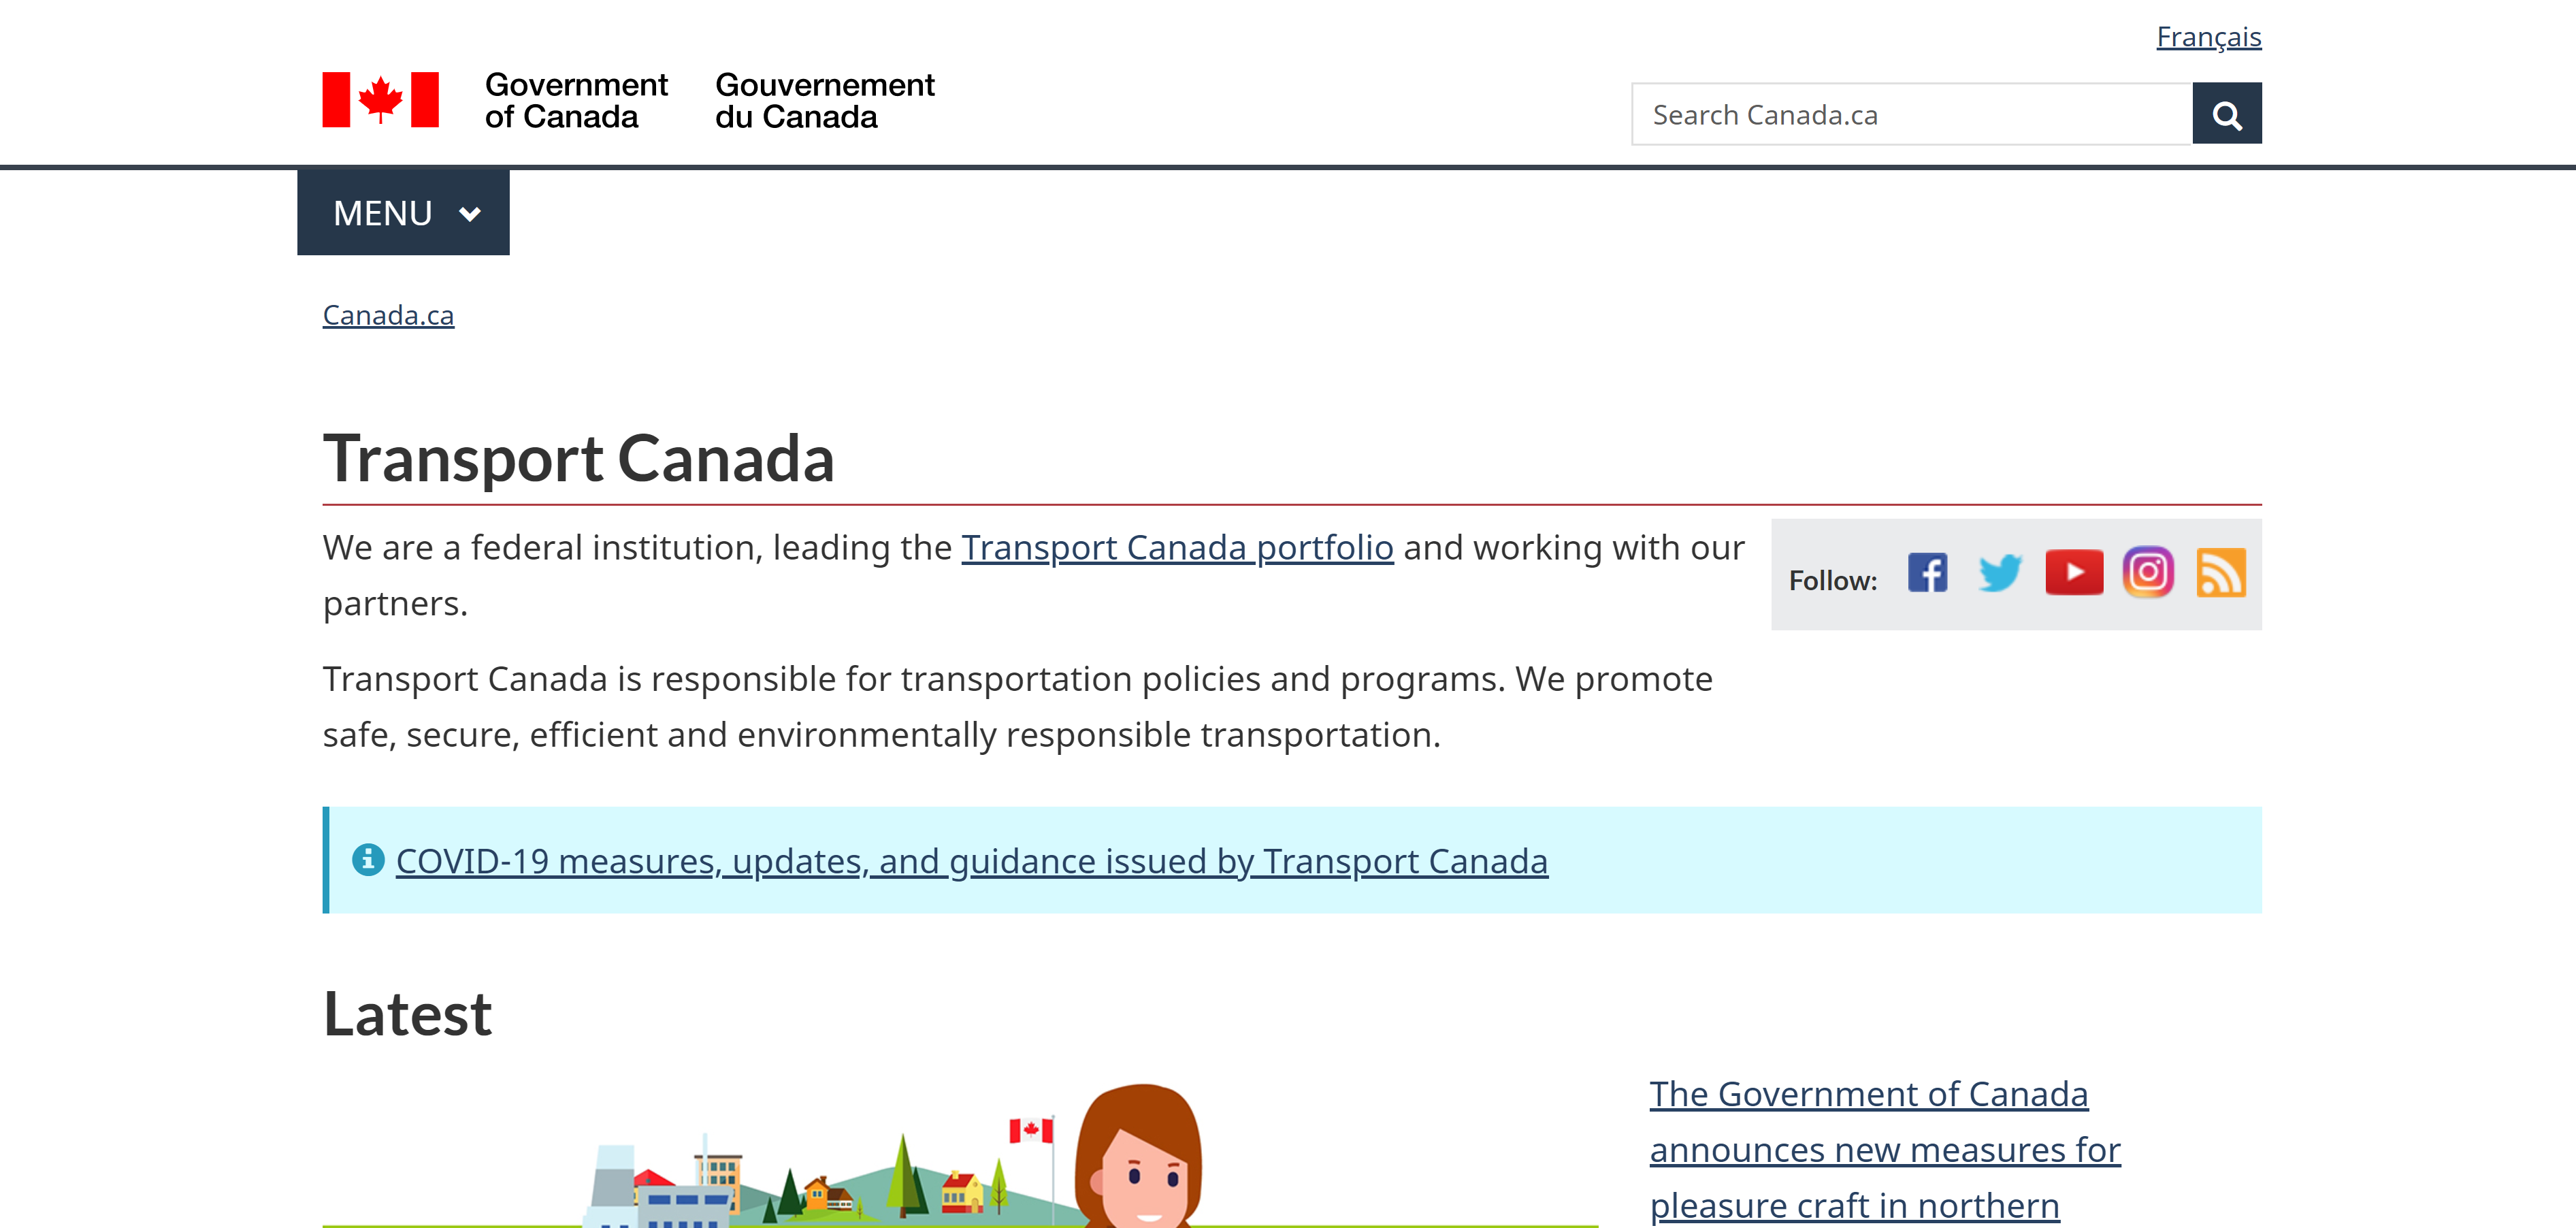 Français
Government
of Canada
Gouvernement
du Canada
Search Canada.ca
MENU
Canada.ca
Transport Canada
We are a federal institution, leading the Transport Canada portfolio and working with our
partners.
Follow:
Transport Canada is responsible for transportation policies and programs. We promote
safe, secure, efficient and environmentally responsible transportation.
COVID-19 measures, updates, and guidance issued by Transport Canada
Latest
The Government of Canada
announces new measures for
pleasure craft in northern